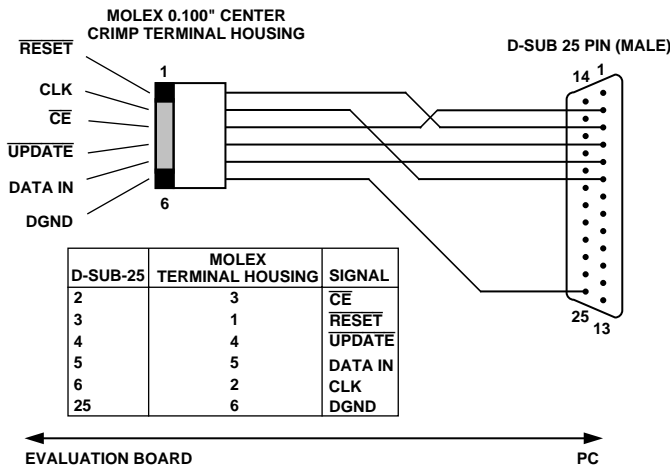 MOLEX 0.100" CENTER
CRIMP TERMINAL HOUSING
D-SUB 25 PIN (MALE)
RESET
CLK
CE
UPDATE
DATA IN
DGND
1
6
14
1
25
13
D-SUB-25 MOLEX TERMINAL HOUSING SIGNAL
2 3 CE
3 1 RESET
4 4 UPDATE
5 5 DATA IN
6 2 CLK
25 6 DGND
EVALUATION BOARD
PC